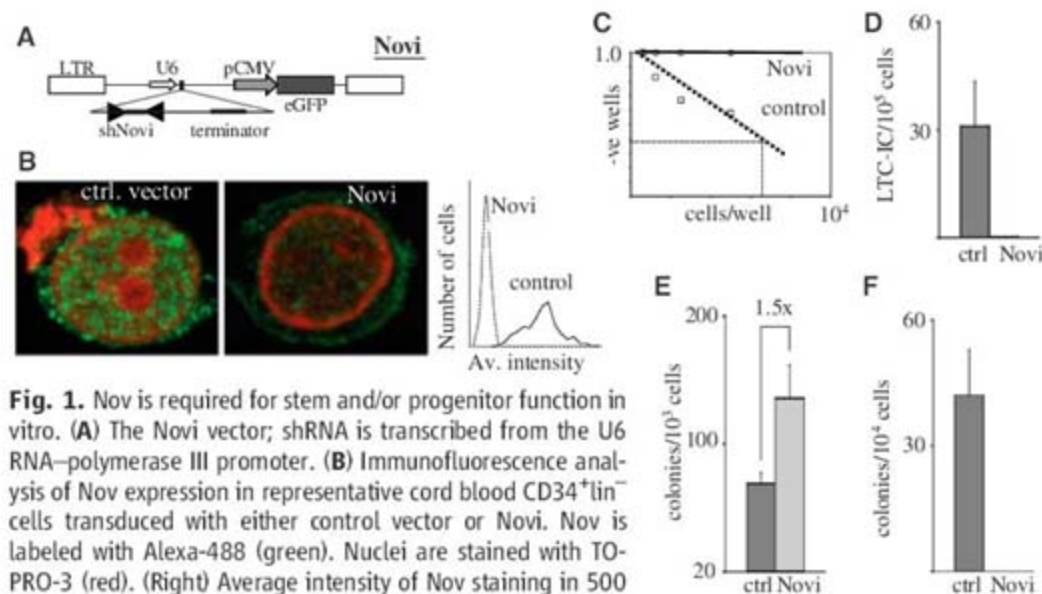 A
Novi
LTR
U6
pCMV
eGFP
shNovi
terminator
B
ctrl. vector
Novi
Number of cells
Novi
control
Av. intensity
C
1.0
Novi
control
-ve wells
cells/well
10⁴
D
60
30
LTC-IC/10⁵ cells
ctrl Novi
E
200
1.5x
100
20
colonies/10³ cells
ctrl Novi
F
60
30
colonies/10⁴ cells
ctrl Novi
Fig. 1. Nov is required for stem and/or progenitor function in
vitro. (A) The Novi vector; shRNA is transcribed from the U6
RNA–polymerase III promoter. (B) Immunofluorescence anal-
ysis of Nov expression in representative cord blood CD34⁺lin⁻
cells transduced with either control vector or Novi. Nov is
labeled with Alexa-488 (green). Nuclei are stained with TO-
PRO-3 (red). (Right) Average intensity of Nov staining in 500